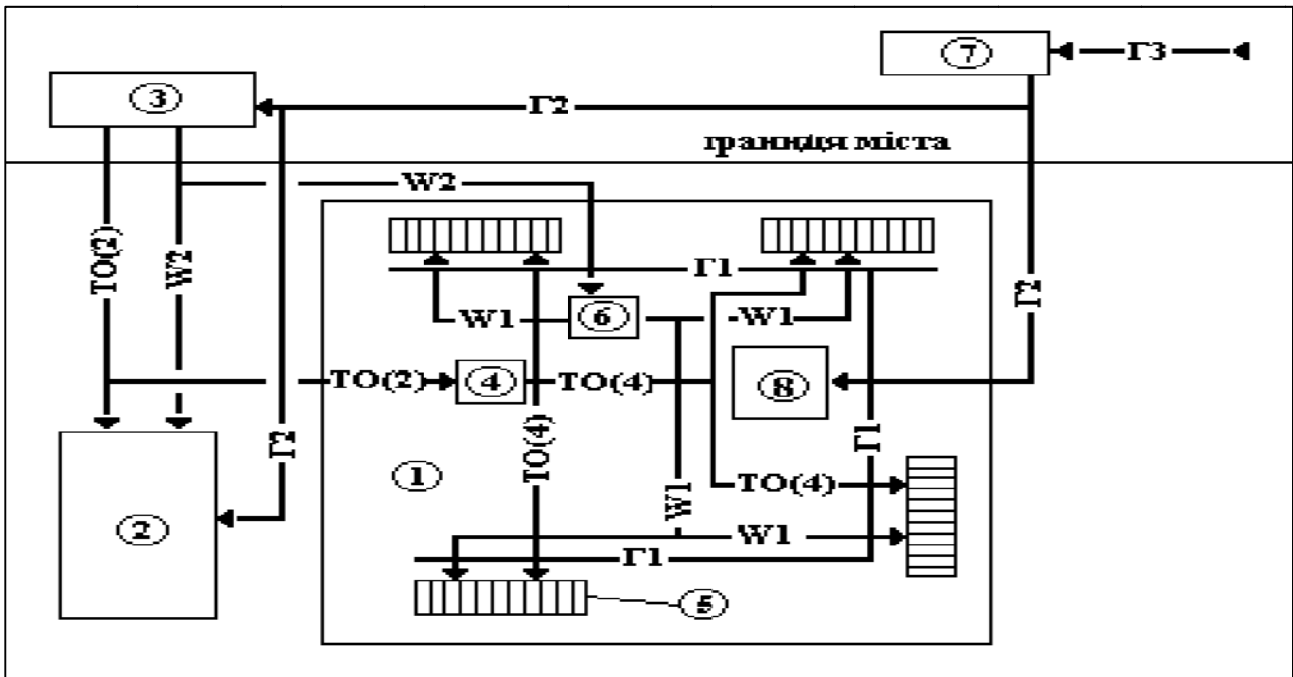 7
Г3
3
Г2
границя міста
W2
ТО(2)
W2
Г1
Г2
W1
6
-W1
ТО(2)
4
ТО(4)
8
Г2
ТО(4)
Г1
1
W1
ТО(4)
2
W1
Г1
5